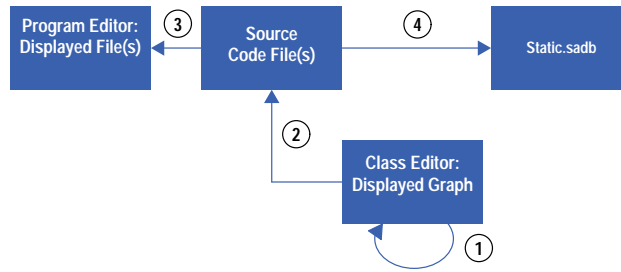 Program Editor:
Displayed File(s)
3
Source
Code File(s)
4
Static.sadb
2
Class Editor:
Displayed Graph
1